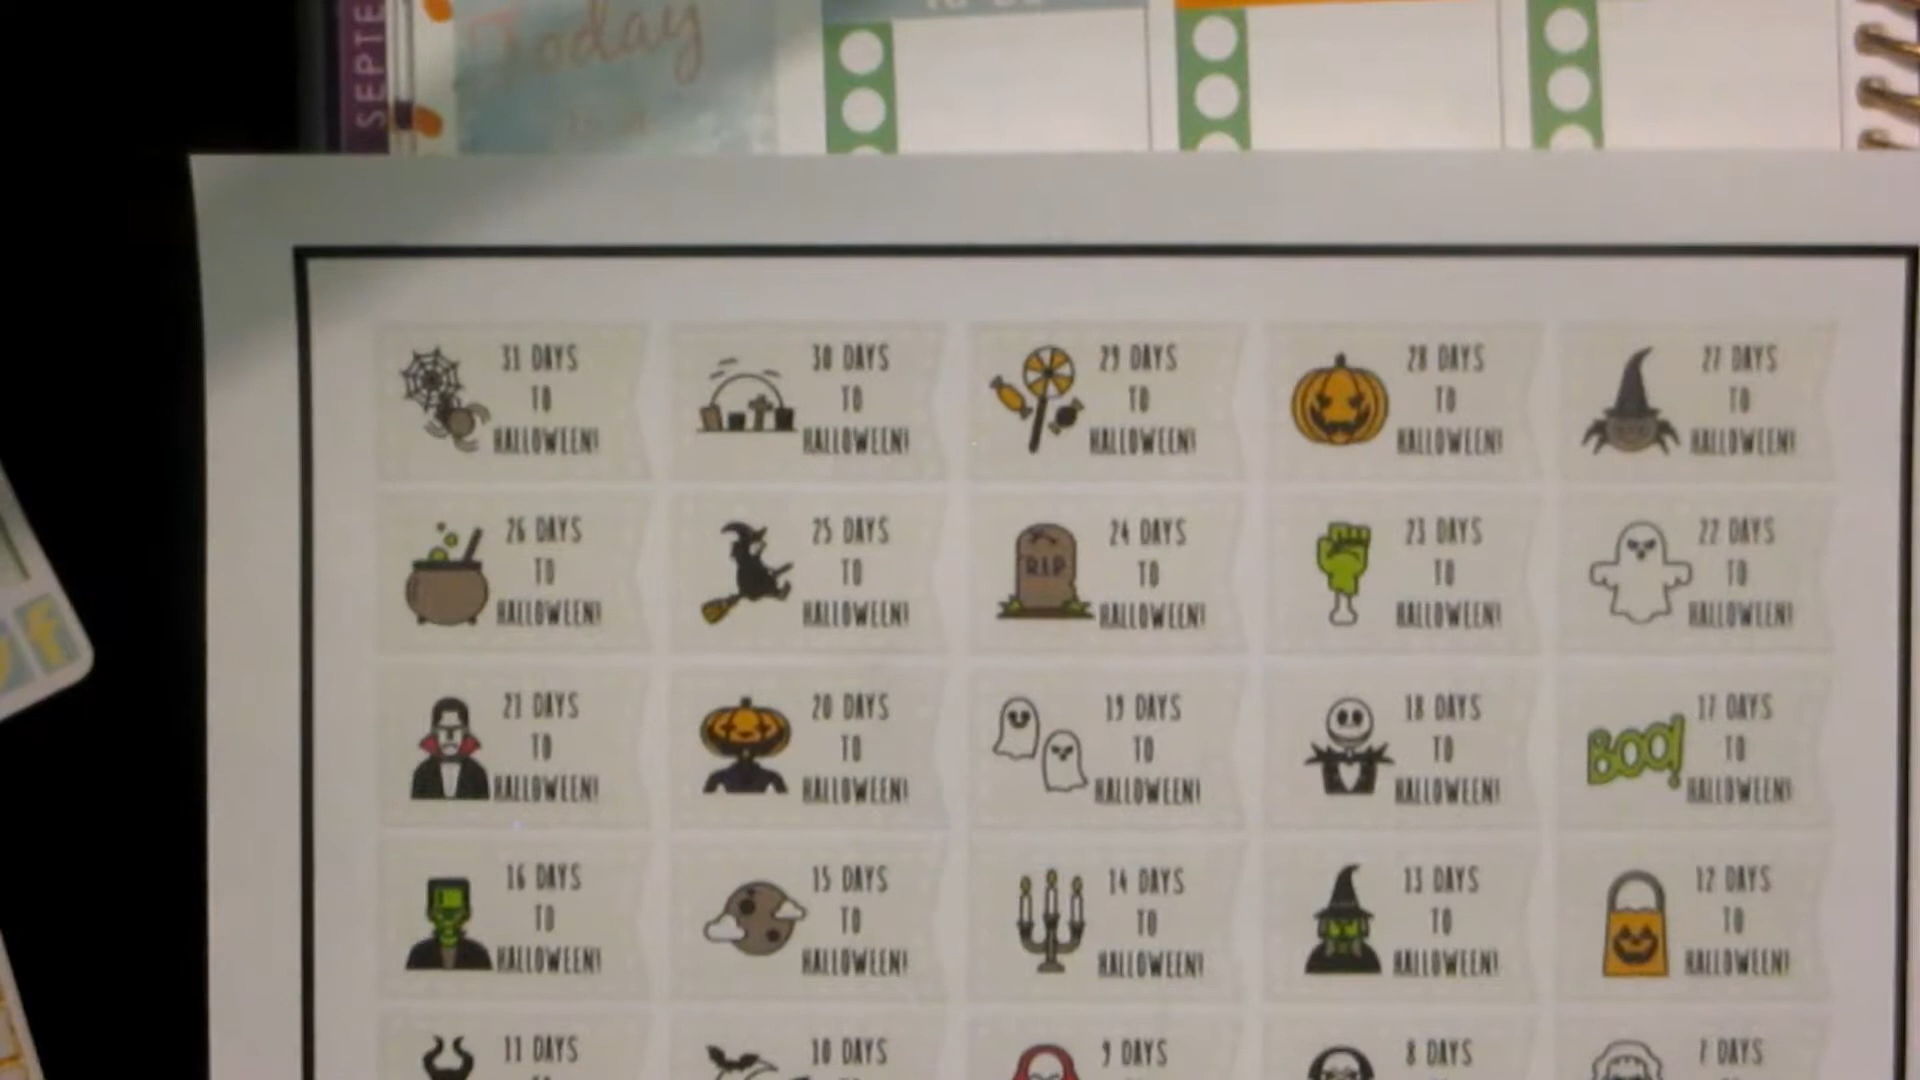 SEPTE
Today
31 DAYS
TO
HALLOWEEN!
30 DAYS
TO
HALLOWEEN!
29 DAYS
TO
HALLOWEEN!
28 DAYS
TO
HALLOWEEN!
27 DAYS
TO
HALLOWEEN!
26 DAYS
TO
HALLOWEEN!
25 DAYS
TO
HALLOWEEN!
RIP
24 DAYS
TO
HALLOWEEN!
23 DAYS
TO
HALLOWEEN!
22 DAYS
TO
HALLOWEEN!
21 DAYS
TO
HALLOWEEN!
20 DAYS
TO
HALLOWEEN!
19 DAYS
TO
HALLOWEEN!
18 DAYS
TO
HALLOWEEN!
BOO!
17 DAYS
TO
HALLOWEEN!
16 DAYS
TO
HALLOWEEN!
15 DAYS
TO
HALLOWEEN!
14 DAYS
TO
HALLOWEEN!
13 DAYS
TO
HALLOWEEN!
12 DAYS
TO
HALLOWEEN!
11 DAYS
10 DAYS
9 DAYS
8 DAYS
7 DAYS